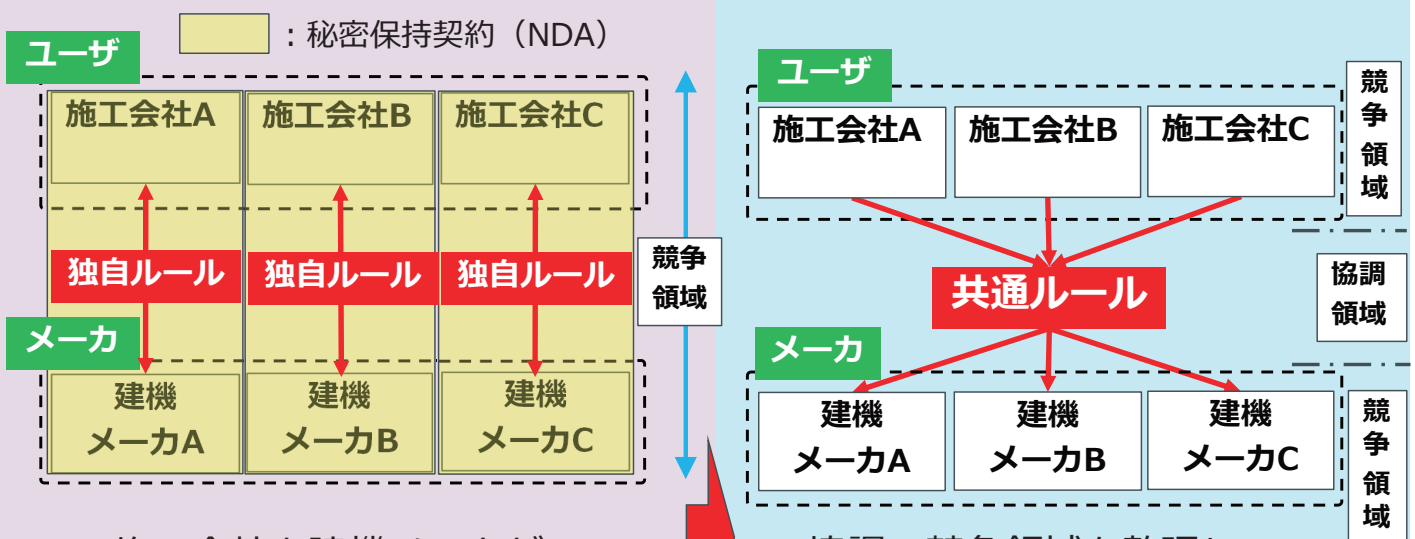 ：秘密保持契約（NDA）
ユーザ
施工会社A
施工会社B
施工会社C
独自ルール
独自ルール
独自ルール
競争
領域
メーカ
建機
メーカA
建機
メーカB
建機
メーカC
ユーザ
施工会社A
施工会社B
施工会社C
競争領域
共通ルール
協調
領域
メーカ
建機
メーカA
建機
メーカB
建機
メーカC
競争領域